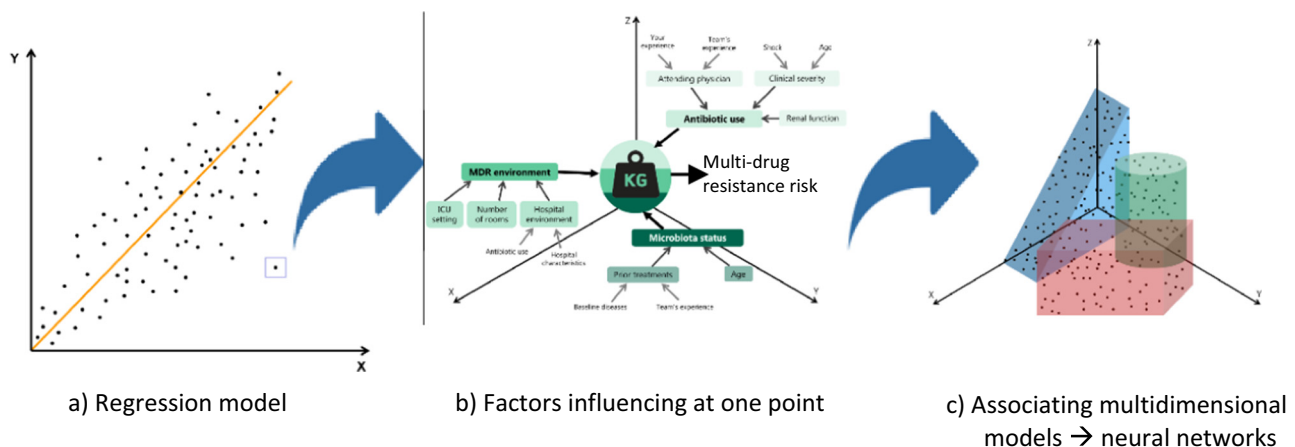 Y
X
a) Regression model
Z
Your
experience
Team's
experience
Shock
Age
Attending physician
Clinical severity
Antibiotic use
Renal function
MDR environment
KG
Multi-drug
resistance risk
ICU
setting
Number
of rooms
Hospital
environment
Antibiotic use
Hospital
characteristics
Microbiota status
Prior treatments
Age
Baseline diseases
Team's experience
X
Y
b) Factors influencing at one point
Z
X
Y
c) Associating multidimensional
models → neural networks